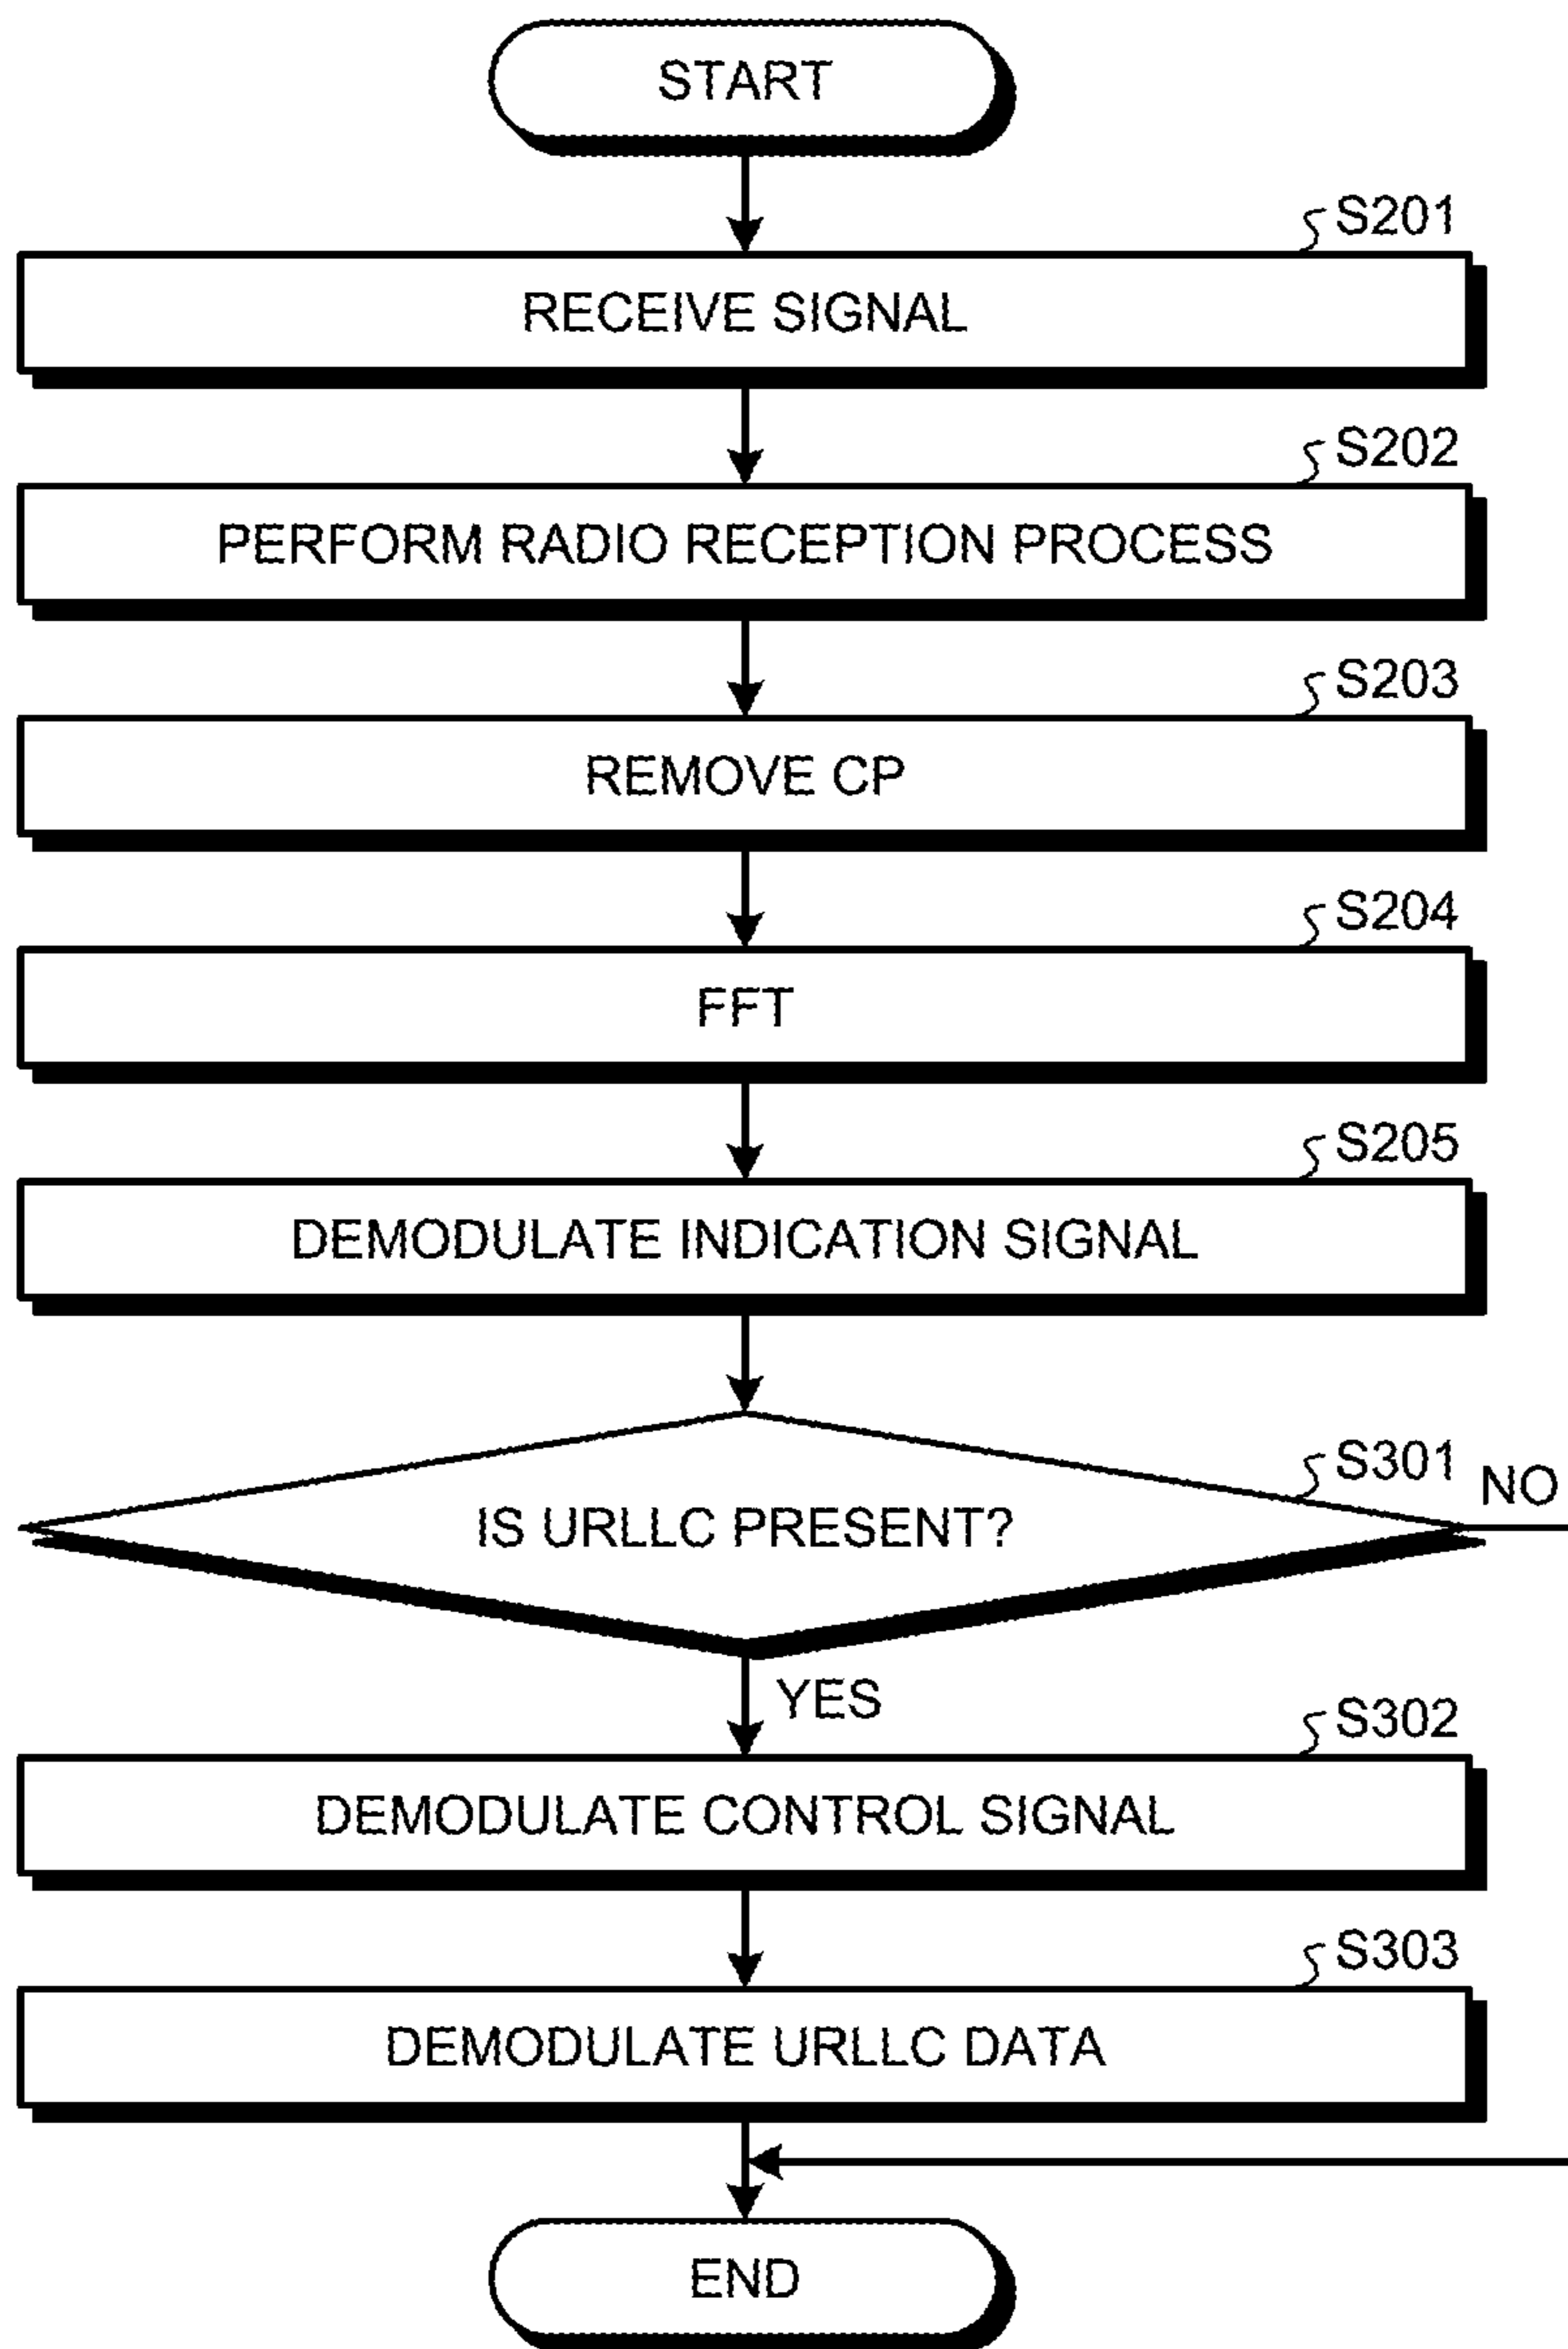 START
S201
RECEIVE SIGNAL
S202
PERFORM RADIO RECEPTION PROCESS
S203
REMOVE CP
S204
FFT
S205
DEMODULATE INDICATION SIGNAL
S301
NO
IS URLLC PRESENT?
YES
S302
DEMODULATE CONTROL SIGNAL
S303
DEMODULATE URLLC DATA
END